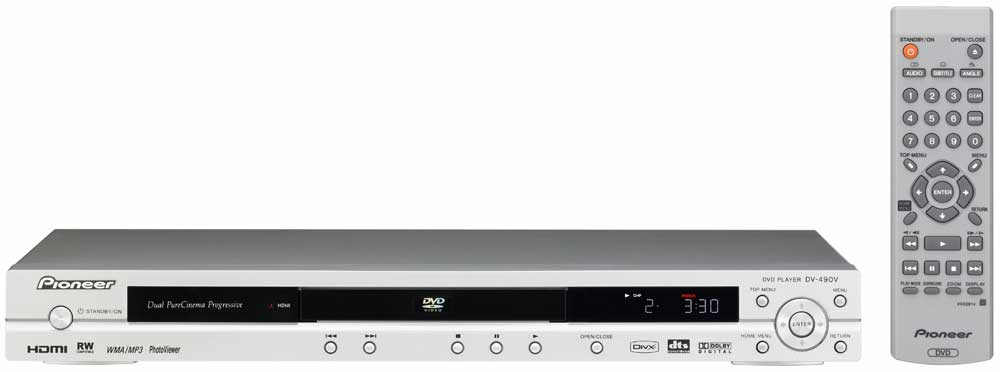 Pioneer
DVD PLAYER DV-490V
Dual PureCinema Progressive
HDMI
DVD
VIDEO
CHP
2
3:30
TOP MENU
MENU
STANDBY/ON
ENTER
HOME MENU
RETURN
OPEN/CLOSE
HDMI
RW
COMPATIBLE
WMA/MP3
PhotoViewer
DivX
dts
DOLBY
DIGITAL
STANDBY/ON OPEN/CLOSE
AUDIO SUBTITLE ANGLE
1 2 3 CLEAR
4 5 6 ENTER
7 8 9 0
TOP MENU MENU
ENTER
HOME
MENU
RETURN
PLAY MODE SURROUND ZOOM DISPLAY
Pioneer
DVD